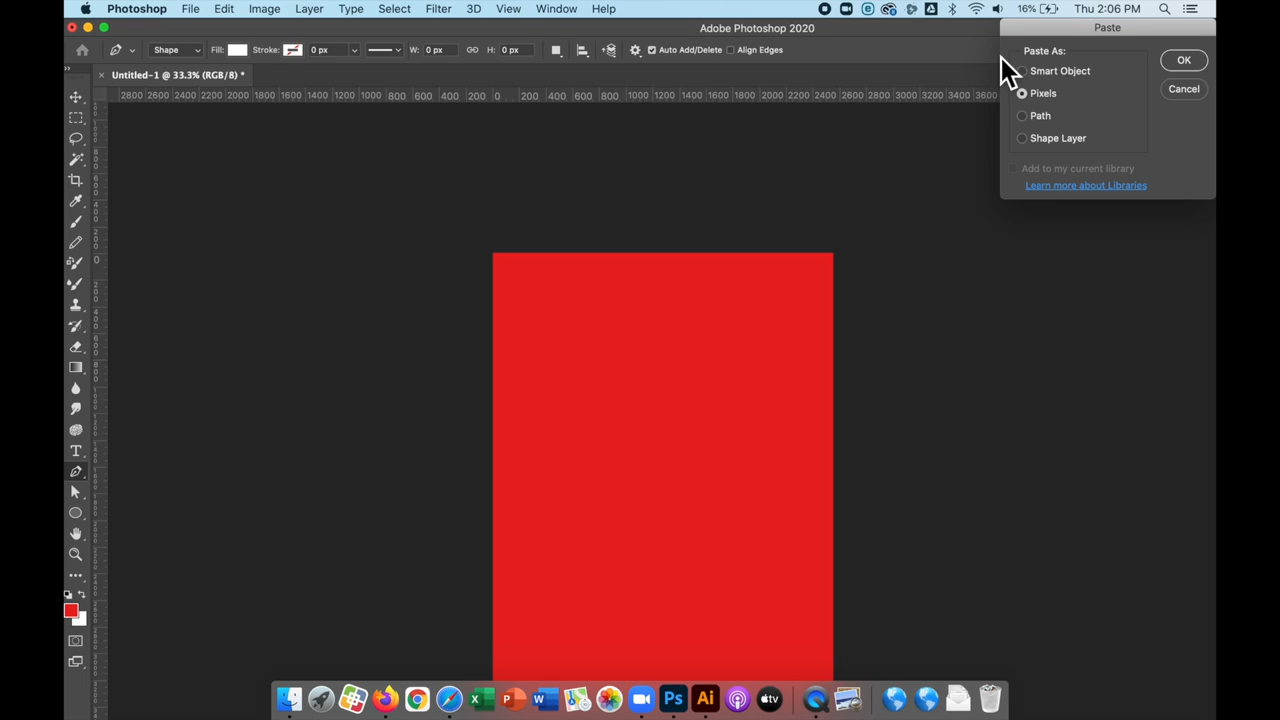 Photoshop File Edit Image Layer Type Select Filter 3D View Window Help 16% Thu 2:06 PM
Adobe Photoshop 2020
Paste
Shape Fill: Stroke: 0 px W: 0 px H: 0 px Auto Add/Delete Align Edges
Paste As:
OK
Untitled-1 @ 33.3% (RGB/8) *
Smart Object
Pixels
Cancel
2800 2600 2400 2200 2000 1800 1600 1400 1200 1000 800 600 400 200 0 200 400 600 800 1000 1200 1400 1600 1800 2000 2200 2400 2600 2800 3000 3200 3400 3600
Path
Shape Layer
Add to my current library
Learn more about Libraries
T
X
P
W
Ps
Ai
tv